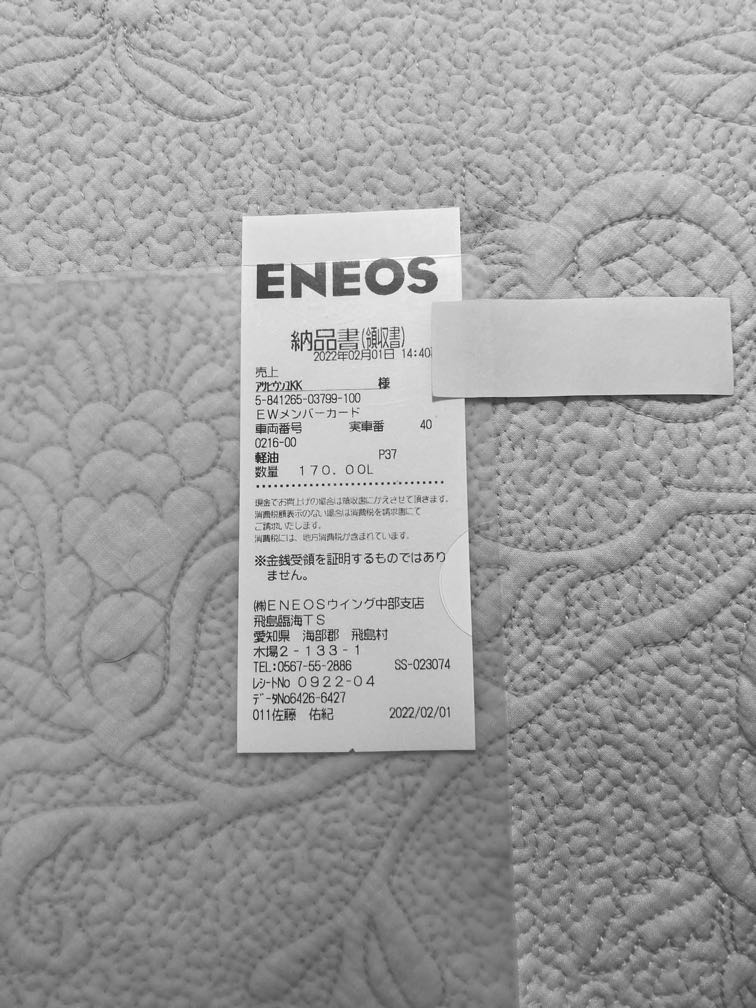 ENEOS
納品書(領収書)
2022年02月01日 14:40
売上
ｱｻﾋｳﾝﾕKK 様
5-841265-03799-100
ＥＷメンバーカード
車両番号 実車番 40
0216-00
軽油 P37
数量 １７０．００Ｌ
現金でお買上げの場合は領収書にかえさせて頂きます。
消費税額表示のない場合は消費税を請求書にて
ご請求いたします。
消費税には、地方消費税が含まれています。
※金銭受領を証明するものではあり
ません。
㈱ＥＮＥＯＳウイング中部支店
飛島臨海ＴＳ
愛知県 海部郡 飛島村
木場２－１３３－１
TEL:0567-55-2886 SS-023074
ﾚｼｰﾄNo ０９２２－０４
ﾃﾞｰﾀNo6426-6427
011佐藤 佑紀 2022/02/01